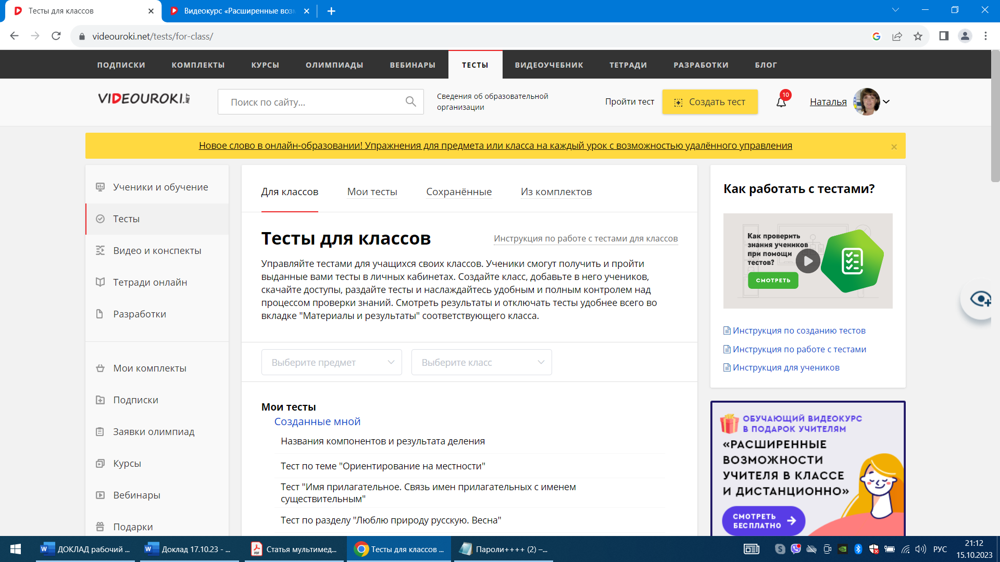 Тесты для классов
Видеокурс «Расширенные воз
videouroki.net/tests/for-class/
ПОДПИСКИ КОМПЛЕКТЫ КУРСЫ ОЛИМПИАДЫ ВЕБИНАРЫ ТЕСТЫ ВИДЕОУЧЕБНИК ТЕТРАДИ РАЗРАБОТКИ БЛОГ
VIDEOUROKI.NET
Поиск по сайту...
Сведения об образовательной
организации
Пройти тест
Создать тест
10
Наталья
Новое слово в онлайн-образовании! Упражнения для предмета или класса на каждый урок с возможностью удалённого управления
Ученики и обучение
Тесты
Видео и конспекты
Тетради онлайн
Разработки
Мои комплекты
Подписки
Заявки олимпиад
Курсы
Вебинары
Подарки
Для классов Мои тесты Сохранённые Из комплектов
Тесты для классов
Инструкция по работе с тестами для классов
Управляйте тестами для учащихся своих классов. Ученики смогут получить и пройти
выданные вами тесты в личных кабинетах. Создайте класс, добавьте в него учеников,
скачайте доступы, раздайте тесты и наслаждайтесь удобным и полным контролем над
процессом проверки знаний. Смотреть результаты и отключать тесты удобнее всего во
вкладке "Материалы и результаты" соответствующего класса.
Выберите предмет
Выберите класс
Мои тесты
Созданные мной
Названия компонентов и результата деления
Тест по теме "Ориентирование на местности"
Тест "Имя прилагательное. Связь имен прилагательных с именем
существительным"
Тест по разделу "Люблю природу русскую. Весна"
Как работать с тестами?
Как проверить
знания учеников
при помощи
тестов?
СМОТРЕТЬ
Инструкция по созданию тестов
Инструкция по работе с тестами
Инструкция для учеников
ОБУЧАЮЩИЙ ВИДЕОКУРС
В ПОДАРОК УЧИТЕЛЯМ
«РАСШИРЕННЫЕ
ВОЗМОЖНОСТИ
УЧИТЕЛЯ В КЛАССЕ
И ДИСТАНЦИОННО»
СМОТРЕТЬ
БЕСПЛАТНО
ДОКЛАД рабочий ...
Доклад 17.10.23 - ...
Статья мультимед...
Тесты для классов ...
Пароли++++ (2) –...
РУС
21:12
15.10.2023